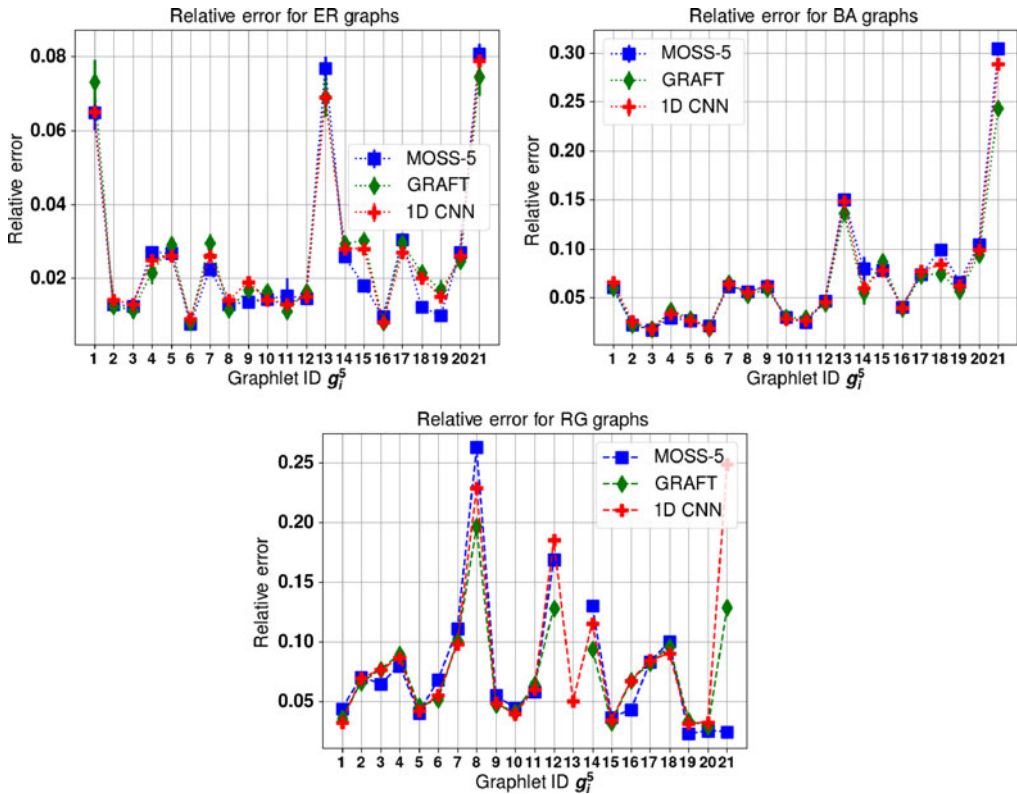 Relative error for ER graphs
0.08
0.06
0.04
0.02
Relative error
MOSS-5
GRAFT
1D CNN
1 2 3 4 5 6 7 8 9 10 11 12 13 14 15 16 17 18 19 20 21
Graphlet ID g_i^5
Relative error for BA graphs
0.30
0.25
0.20
0.15
0.10
0.05
Relative error
MOSS-5
GRAFT
1D CNN
1 2 3 4 5 6 7 8 9 10 11 12 13 14 15 16 17 18 19 20 21
Graphlet ID g_i^5
Relative error for RG graphs
0.25
0.20
0.15
0.10
0.05
Relative error
MOSS-5
GRAFT
1D CNN
1 2 3 4 5 6 7 8 9 10 11 12 13 14 15 16 17 18 19 20 21
Graphlet ID g_i^5